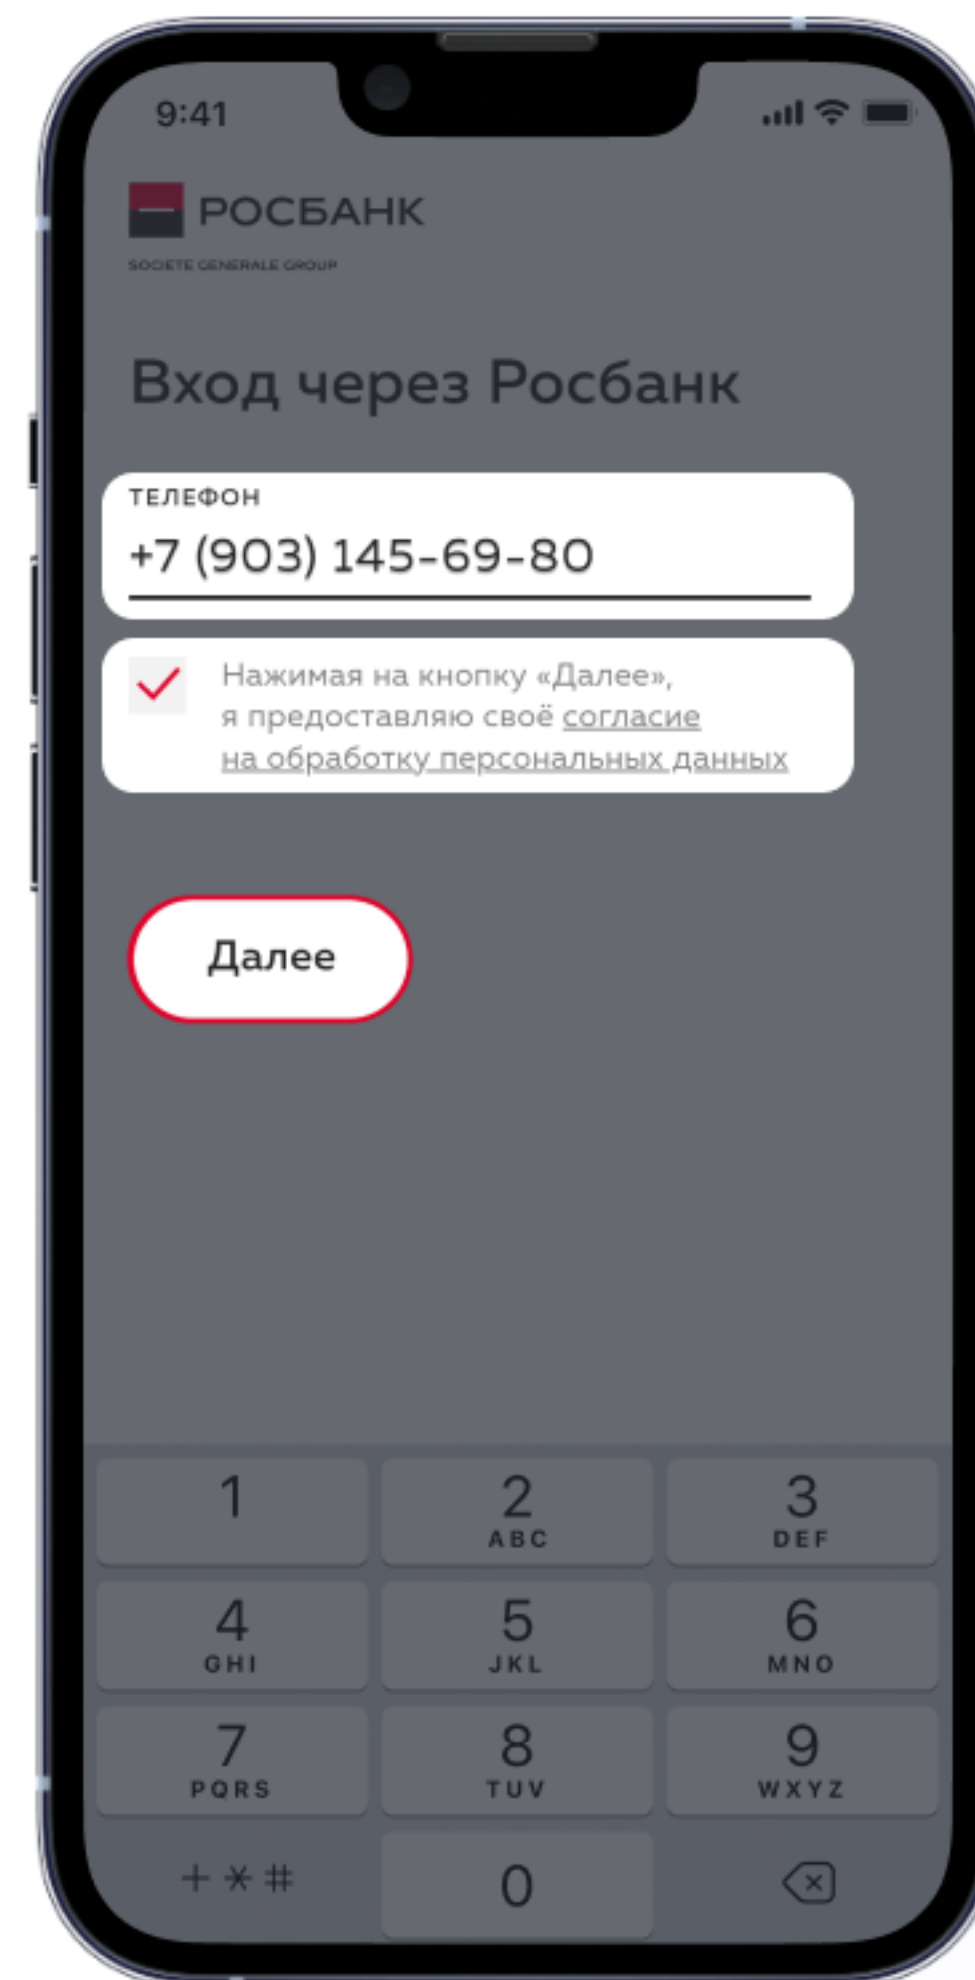 9:41
РОСБАНК
SOCIETE GENERALE GROUP
Вход через Росбанк
ТЕЛЕФОН
+7 (903) 145-69-80
Нажимая на кнопку «Далее»,
я предоставляю своё согласие
на обработку персональных данных
Далее
1 2 3
ABC DEF
4 5 6
GHI JKL MNO
7 8 9
PQRS TUV WXYZ
+ * # 0